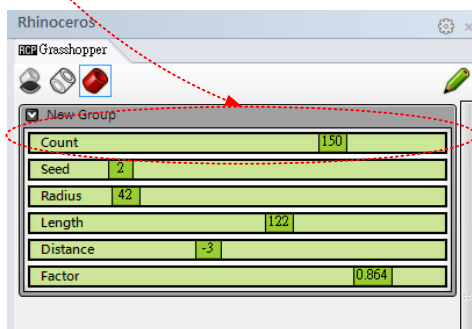 Rhinoceros
RCP Grasshopper
New Group
Count 150
Seed 2
Radius 42
Length 122
Distance -3
Factor 0.864